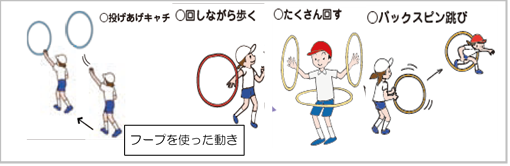 ○投げあげキャチ
○回しながら歩く
○たくさん回す
○バックスピン跳び
フープを使った動き